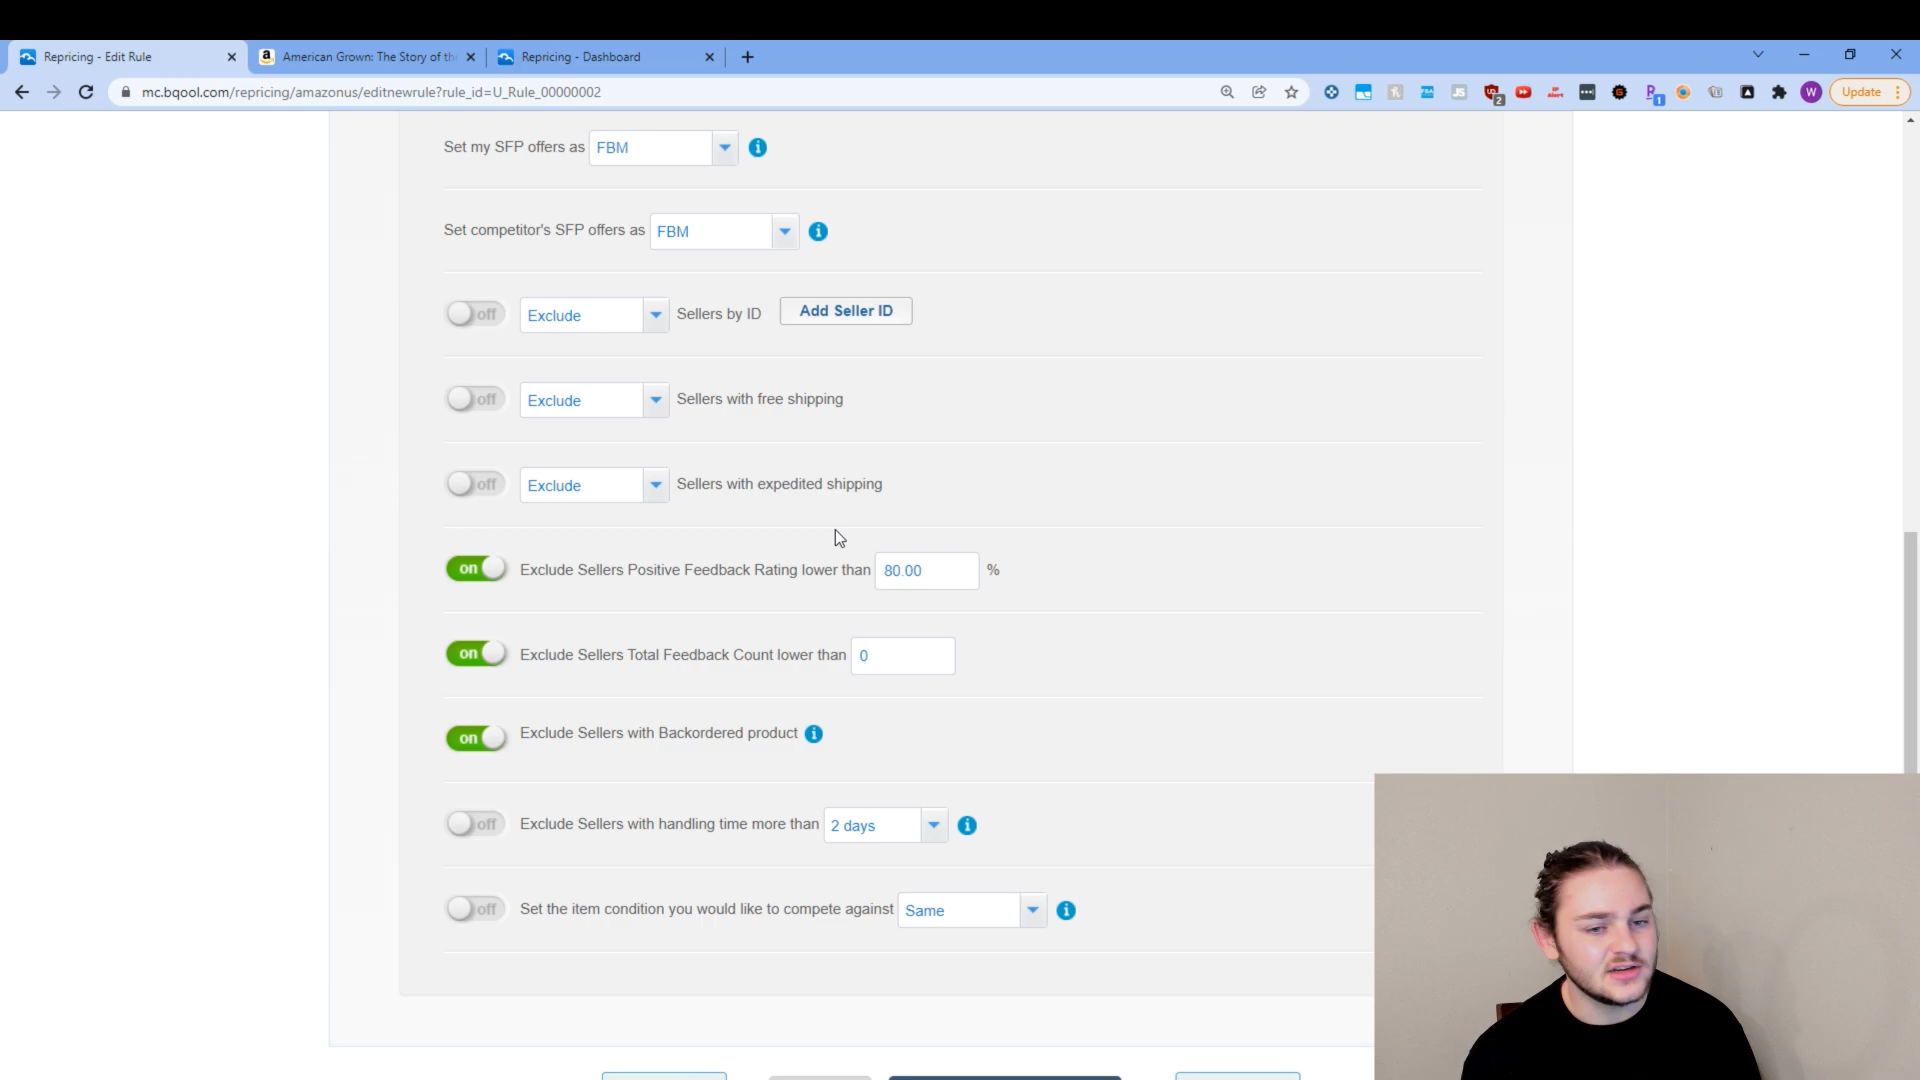 Repricing - Edit Rule
American Grown: The Story of th
Repricing - Dashboard
mc.bqool.com/repricing/amazonus/editnewrule?rule_id=U_Rule_00000002
W
Update
Set my SFP offers as FBM
Set competitor's SFP offers as FBM
off Exclude Sellers by ID Add Seller ID
off Exclude Sellers with free shipping
off Exclude Sellers with expedited shipping
on Exclude Sellers Positive Feedback Rating lower than 80.00 %
on Exclude Sellers Total Feedback Count lower than 0
on Exclude Sellers with Backordered product
off Exclude Sellers with handling time more than 2 days
off Set the item condition you would like to compete against Same